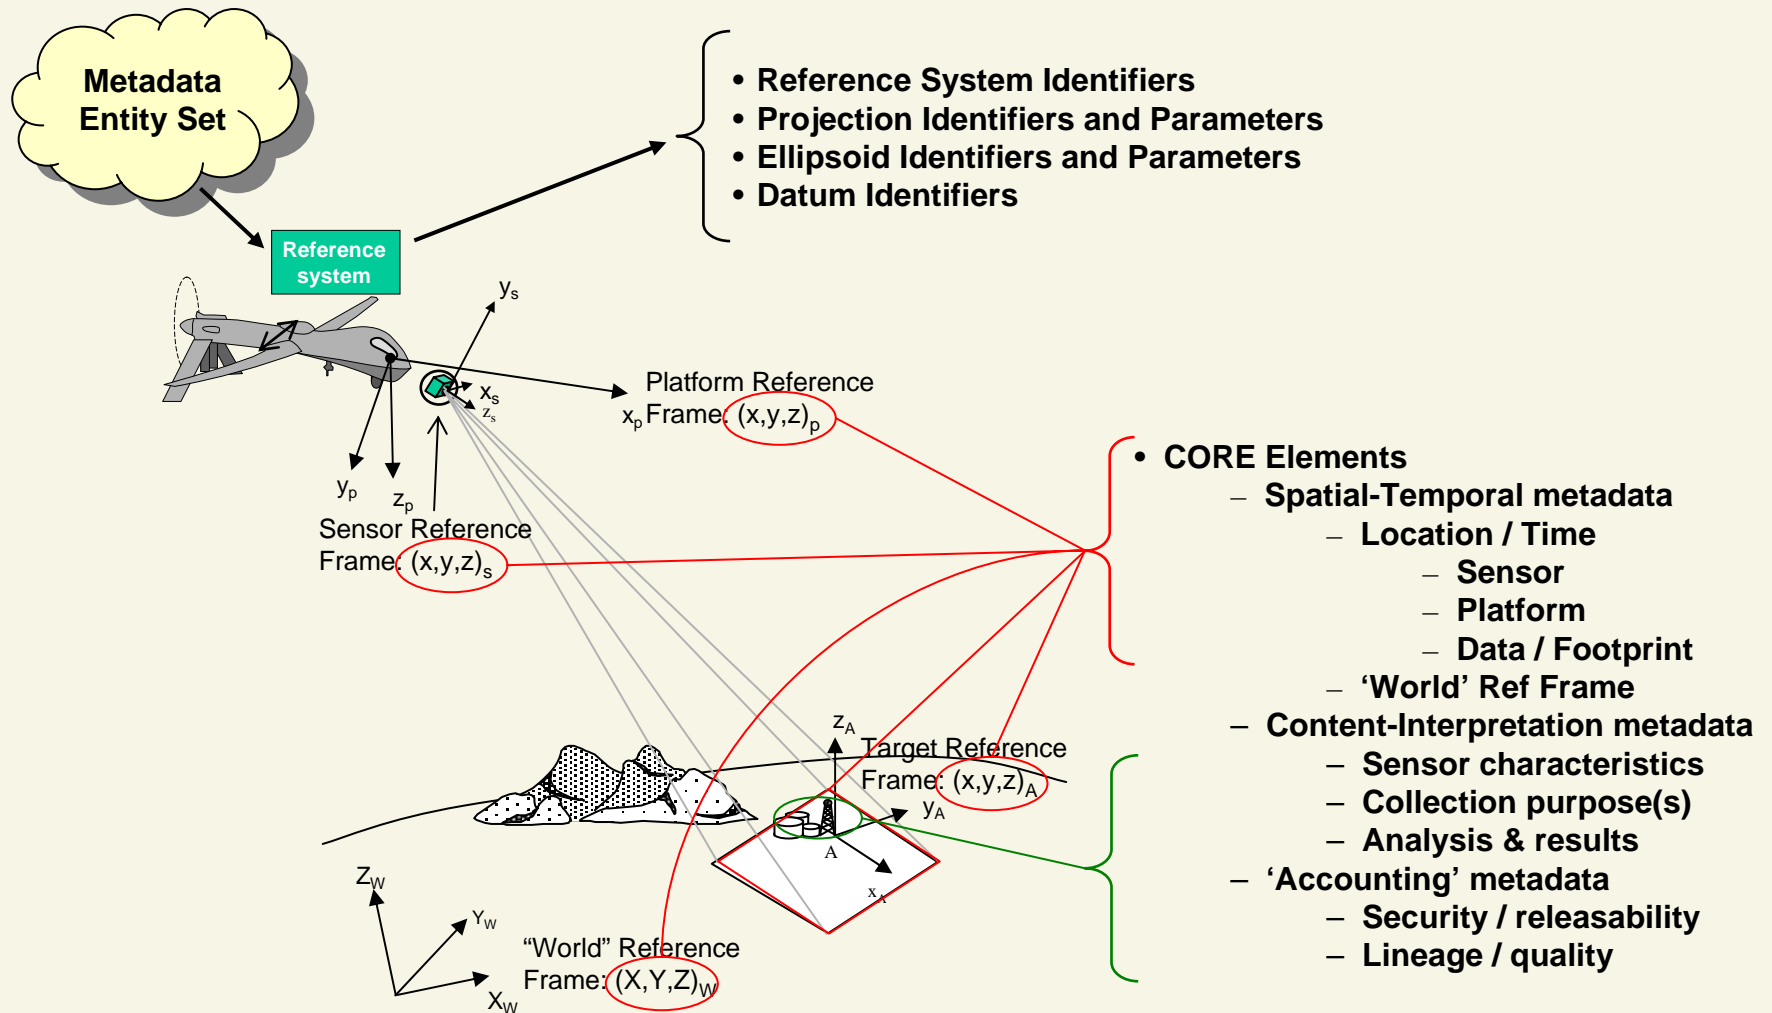 Metadata
Entity Set
• Reference System Identifiers
• Projection Identifiers and Parameters
• Ellipsoid Identifiers and Parameters
• Datum Identifiers
Reference
system
ys
xs
zs
Platform Reference
Frame: (x,y,z)p
xp
yp
zp
Sensor Reference
Frame: (x,y,z)s
• CORE Elements
– Spatial-Temporal metadata
– Location / Time
– Sensor
– Platform
– Data / Footprint
– ‘World’ Ref Frame
– Content-Interpretation metadata
– Sensor characteristics
– Collection purpose(s)
– Analysis & results
– ‘Accounting’ metadata
– Security / releasability
– Lineage / quality
zA
Target Reference
Frame: (x,y,z)A
yA
A
xA
ZW
YW
XW
“World” Reference
Frame: (X,Y,Z)W